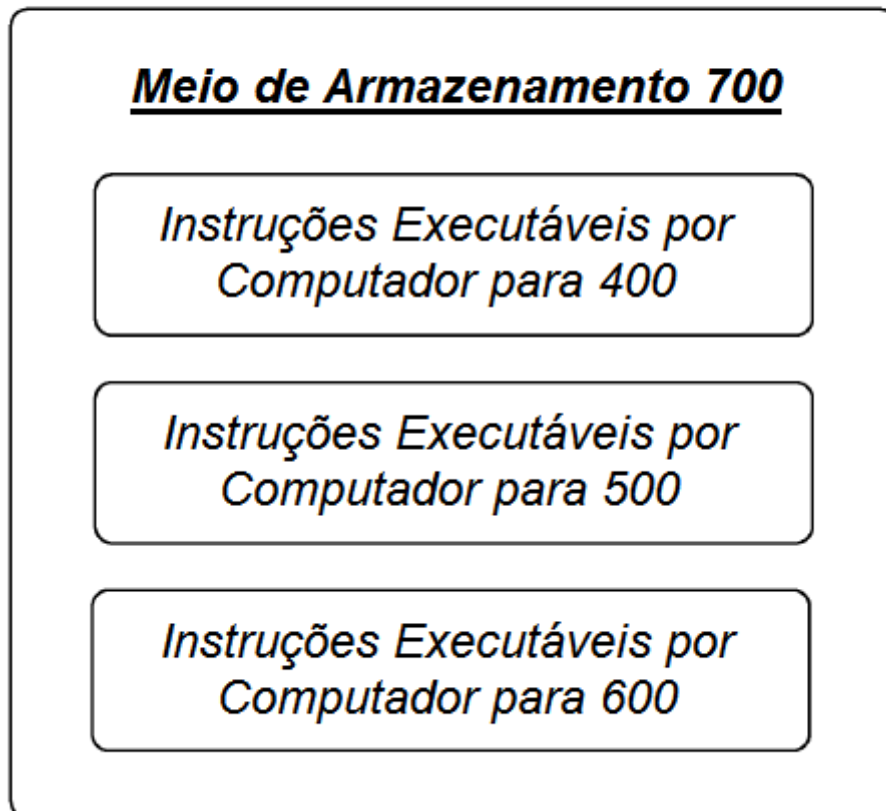 Meio de Armazenamento 700
Instruções Executáveis por
Computador para 400
Instruções Executáveis por
Computador para 500
Instruções Executáveis por
Computador para 600